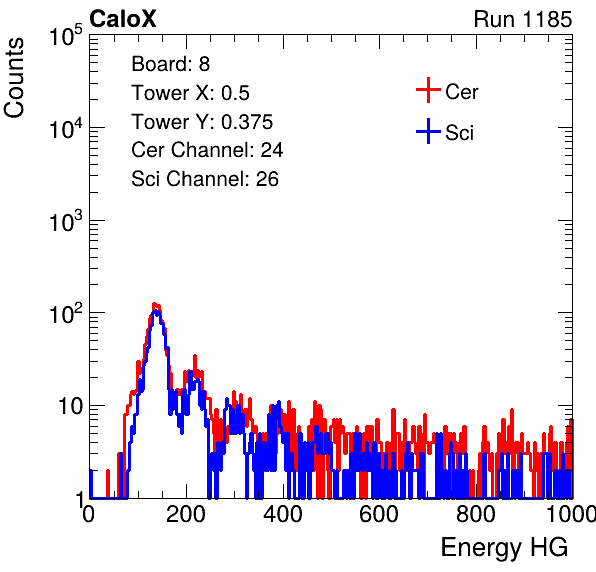 CaloX Run 1185
Counts
10^5
10^4
10^3
10^2
10
1
Board: 8
Tower X: 0.5
Tower Y: 0.375
Cer Channel: 24
Sci Channel: 26
Cer
Sci
0 200 400 600 800 1000
Energy HG